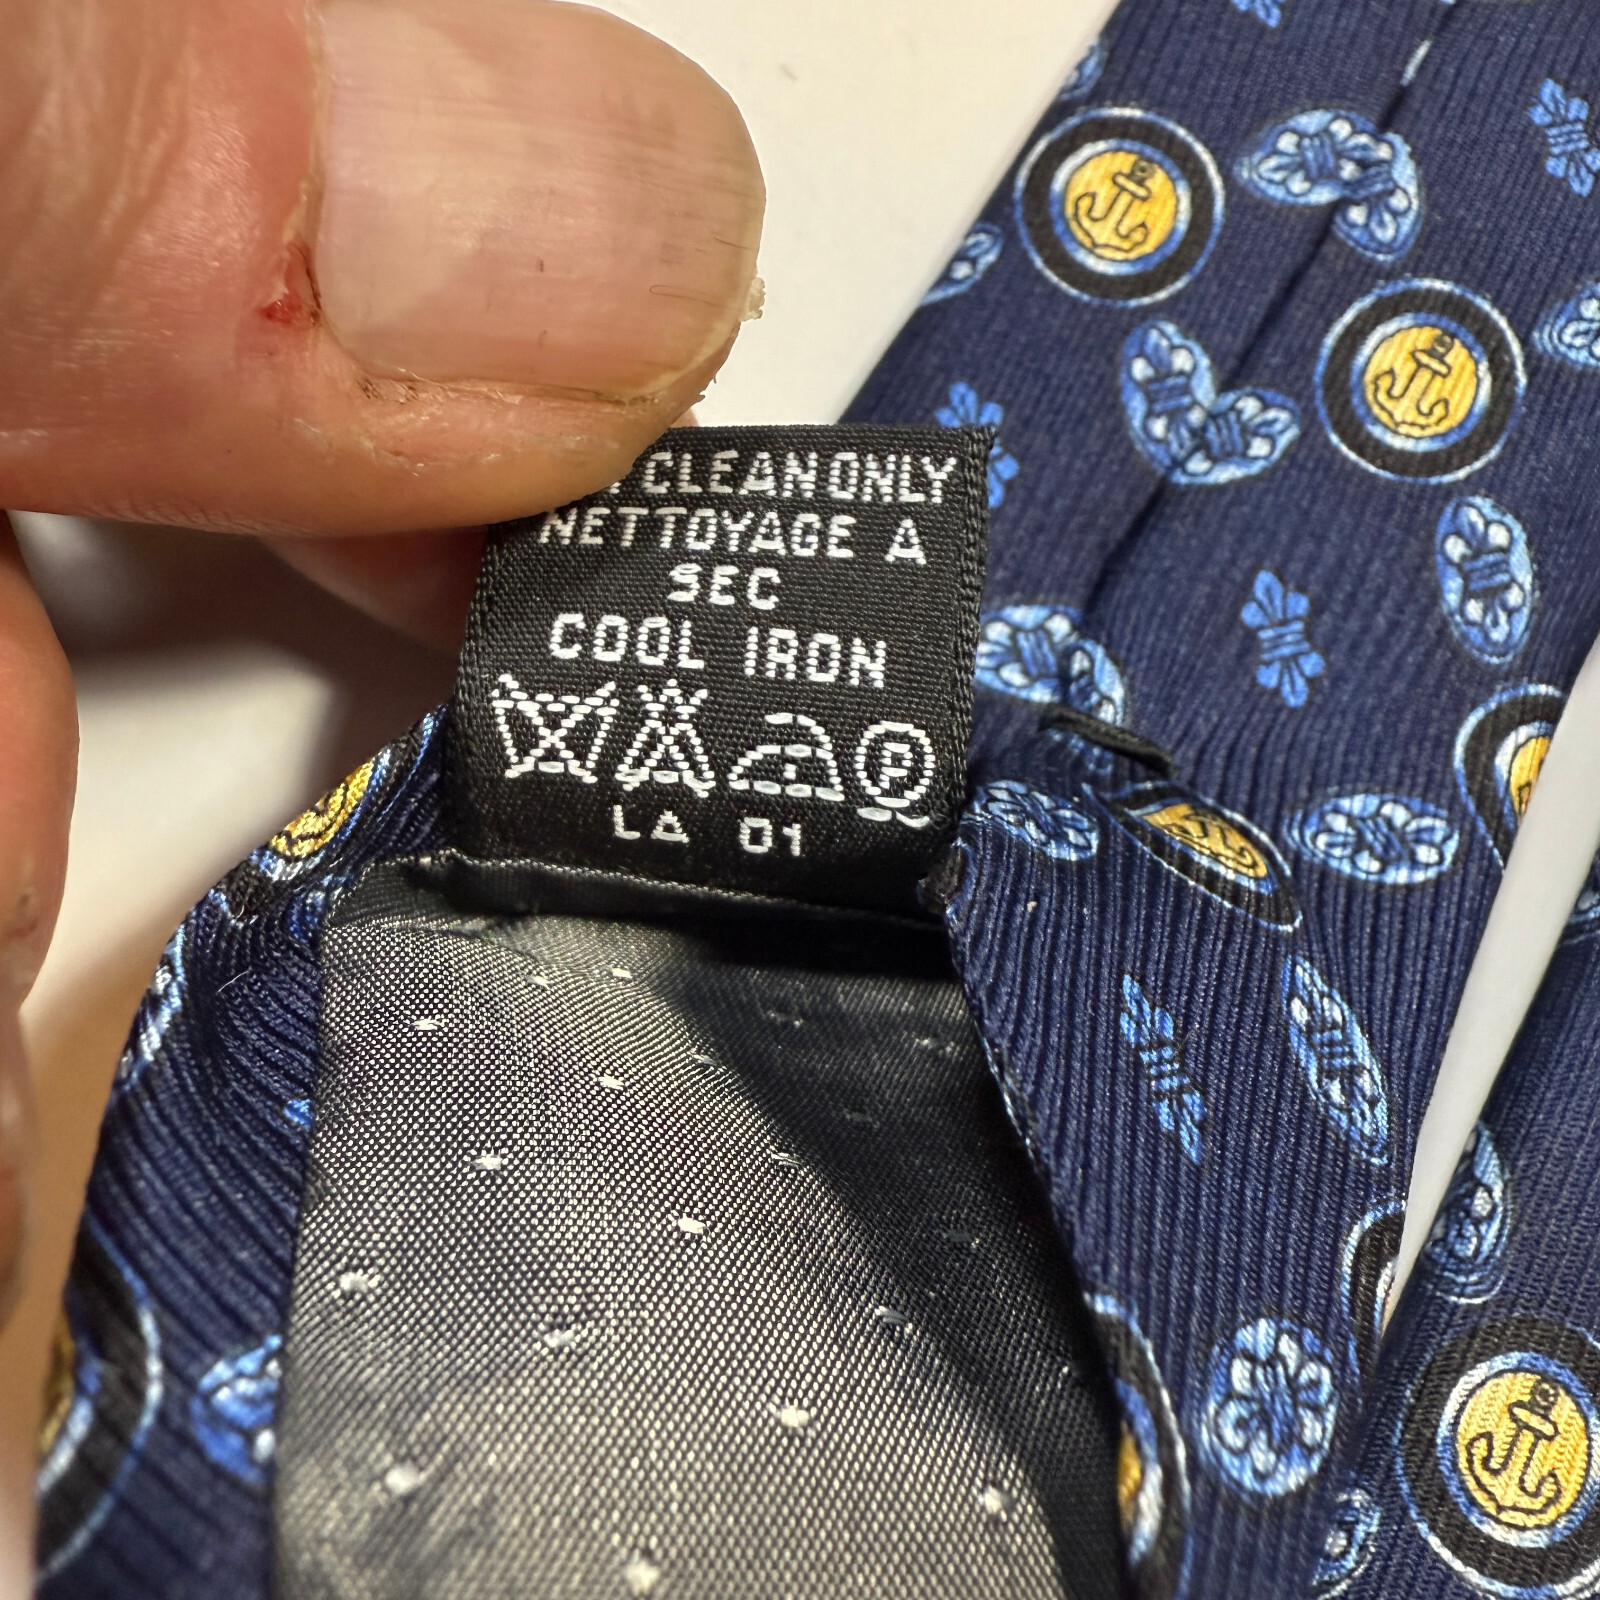 CLEAN ONLY
NETTOYAGE A
SEC
COOL IRON
P
LA 01